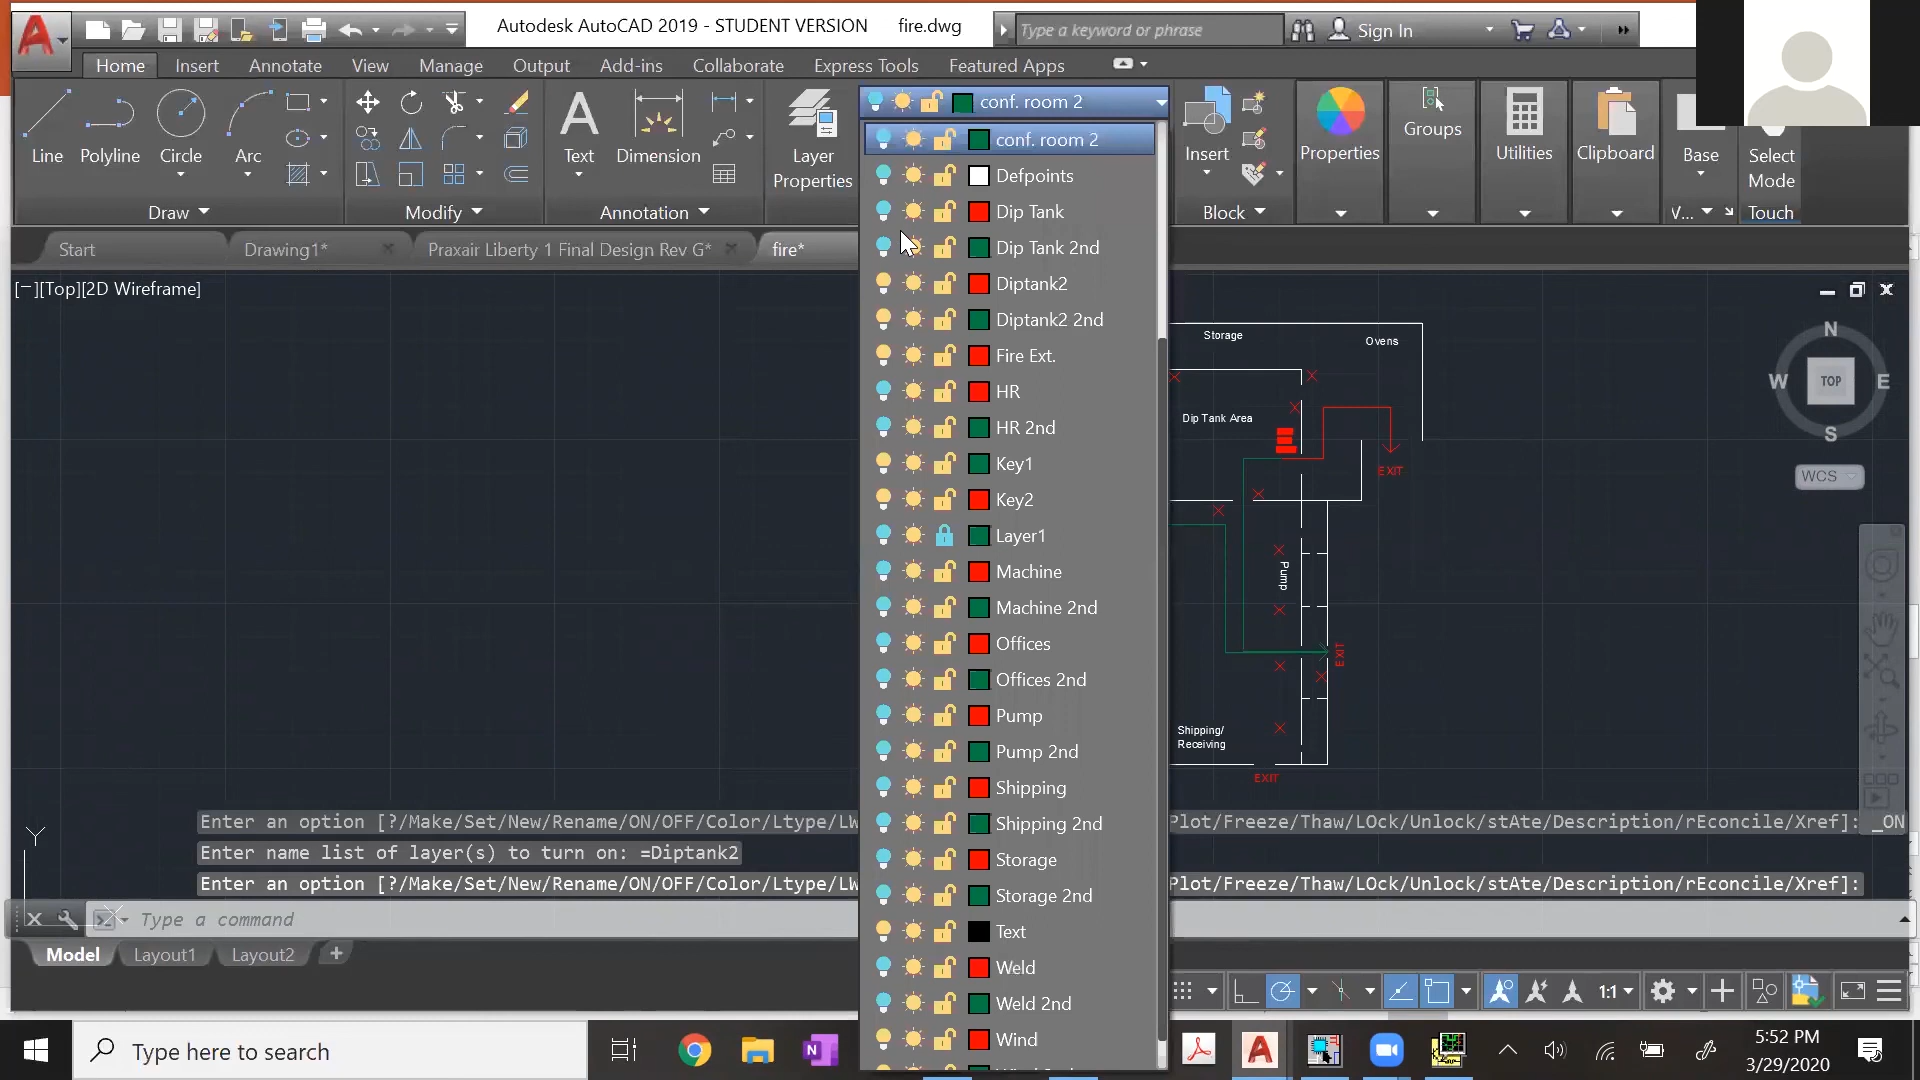 Autodesk AutoCAD 2019 - STUDENT VERSION fire.dwg
Type a keyword or phrase
Sign In
Home Insert Annotate View Manage Output Add-ins Collaborate Express Tools Featured Apps
conf. room 2
Line Polyline Circle Arc
Text Dimension
Layer
Properties
Insert
Properties
Groups
Utilities
Clipboard
Base
Select
Mode
Draw Modify Annotation
Block
V...
Touch
Start Drawing1* Praxair Liberty 1 Final Design Rev G* fire*
[−][Top][2D Wireframe]
conf. room 2
Defpoints
Dip Tank
Dip Tank 2nd
Diptank2
Diptank2 2nd
Fire Ext.
HR
HR 2nd
Key1
Key2
Layer1
Machine
Machine 2nd
Offices
Offices 2nd
Pump
Pump 2nd
Shipping
Shipping 2nd
Storage
Storage 2nd
Text
Weld
Weld 2nd
Wind
Storage
Ovens
Dip Tank Area
EXIT
Pump
EXIT
Shipping/
Receiving
EXIT
N
W TOP E
S
WCS
Y
Enter an option [?/Make/Set/New/Rename/ON/OFF/Color/Ltype/LW Plot/Freeze/Thaw/LOck/Unlock/stAte/Description/rEconcile/Xref]: _ON
Enter name list of layer(s) to turn on: =Diptank2
Enter an option [?/Make/Set/New/Rename/ON/OFF/Color/Ltype/LW Plot/Freeze/Thaw/LOck/Unlock/stAte/Description/rEconcile/Xref]:
Type a command
Model Layout1 Layout2
1:1
Type here to search
5:52 PM
3/29/2020